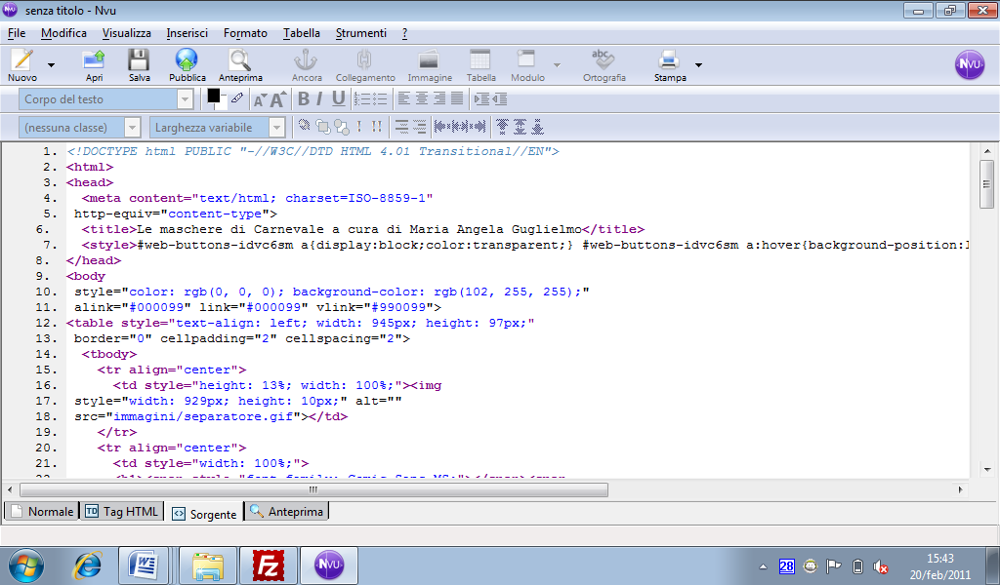 senza titolo - Nvu
File Modifica Visualizza Inserisci Formato Tabella Strumenti ?
Nuovo Apri Salva Pubblica Anteprima Ancora Collegamento Immagine Tabella Modulo Ortografia Stampa NVU
Corpo del testo
(nessuna classe) Larghezza variabile
1. <!DOCTYPE html PUBLIC "-//W3C//DTD HTML 4.01 Transitional//EN">
2. <html>
3. <head>
4. <meta content="text/html; charset=ISO-8859-1"
5. http-equiv="content-type">
6. <title>Le maschere di Carnevale a cura di Maria Angela Guglielmo</title>
7. <style>#web-buttons-idvc6sm a{display:block;color:transparent;} #web-buttons-idvc6sm a:hover{background-position:l
8. </head>
9. <body
10. style="color: rgb(0, 0, 0); background-color: rgb(102, 255, 255);"
11. alink="#000099" link="#000099" vlink="#990099">
12. <table style="text-align: left; width: 945px; height: 97px;"
13. border="0" cellpadding="2" cellspacing="2">
14. <tbody>
15. <tr align="center">
16. <td style="height: 13%; width: 100%;"><img
17. style="width: 929px; height: 10px;" alt=""
18. src="immagini/separatore.gif"></td>
19. </tr>
20. <tr align="center">
21. <td style="width: 100%;">
Normale Tag HTML Sorgente Anteprima
28 15:43
20/feb/2011